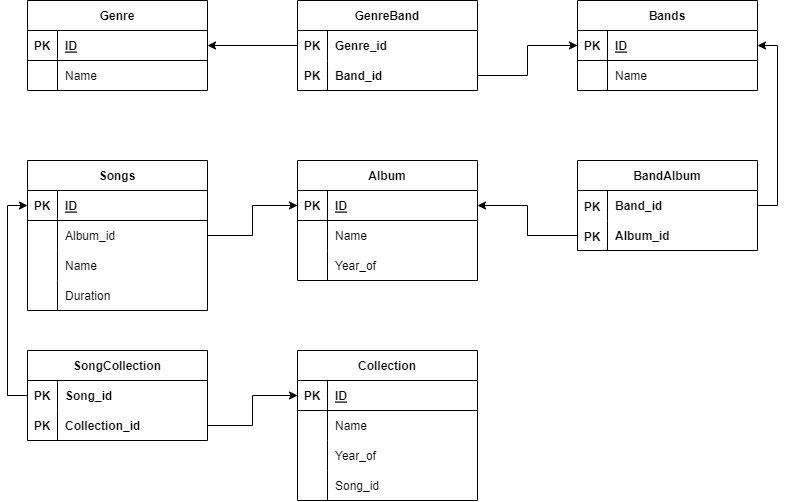 Genre
PK ID
Name
GenreBand
PK Genre_id
PK Band_id
Bands
PK ID
Name
Songs
PK ID
Album_id
Name
Duration
Album
PK ID
Name
Year_of
BandAlbum
PK Band_id
PK Album_id
SongCollection
PK Song_id
PK Collection_id
Collection
PK ID
Name
Year_of
Song_id